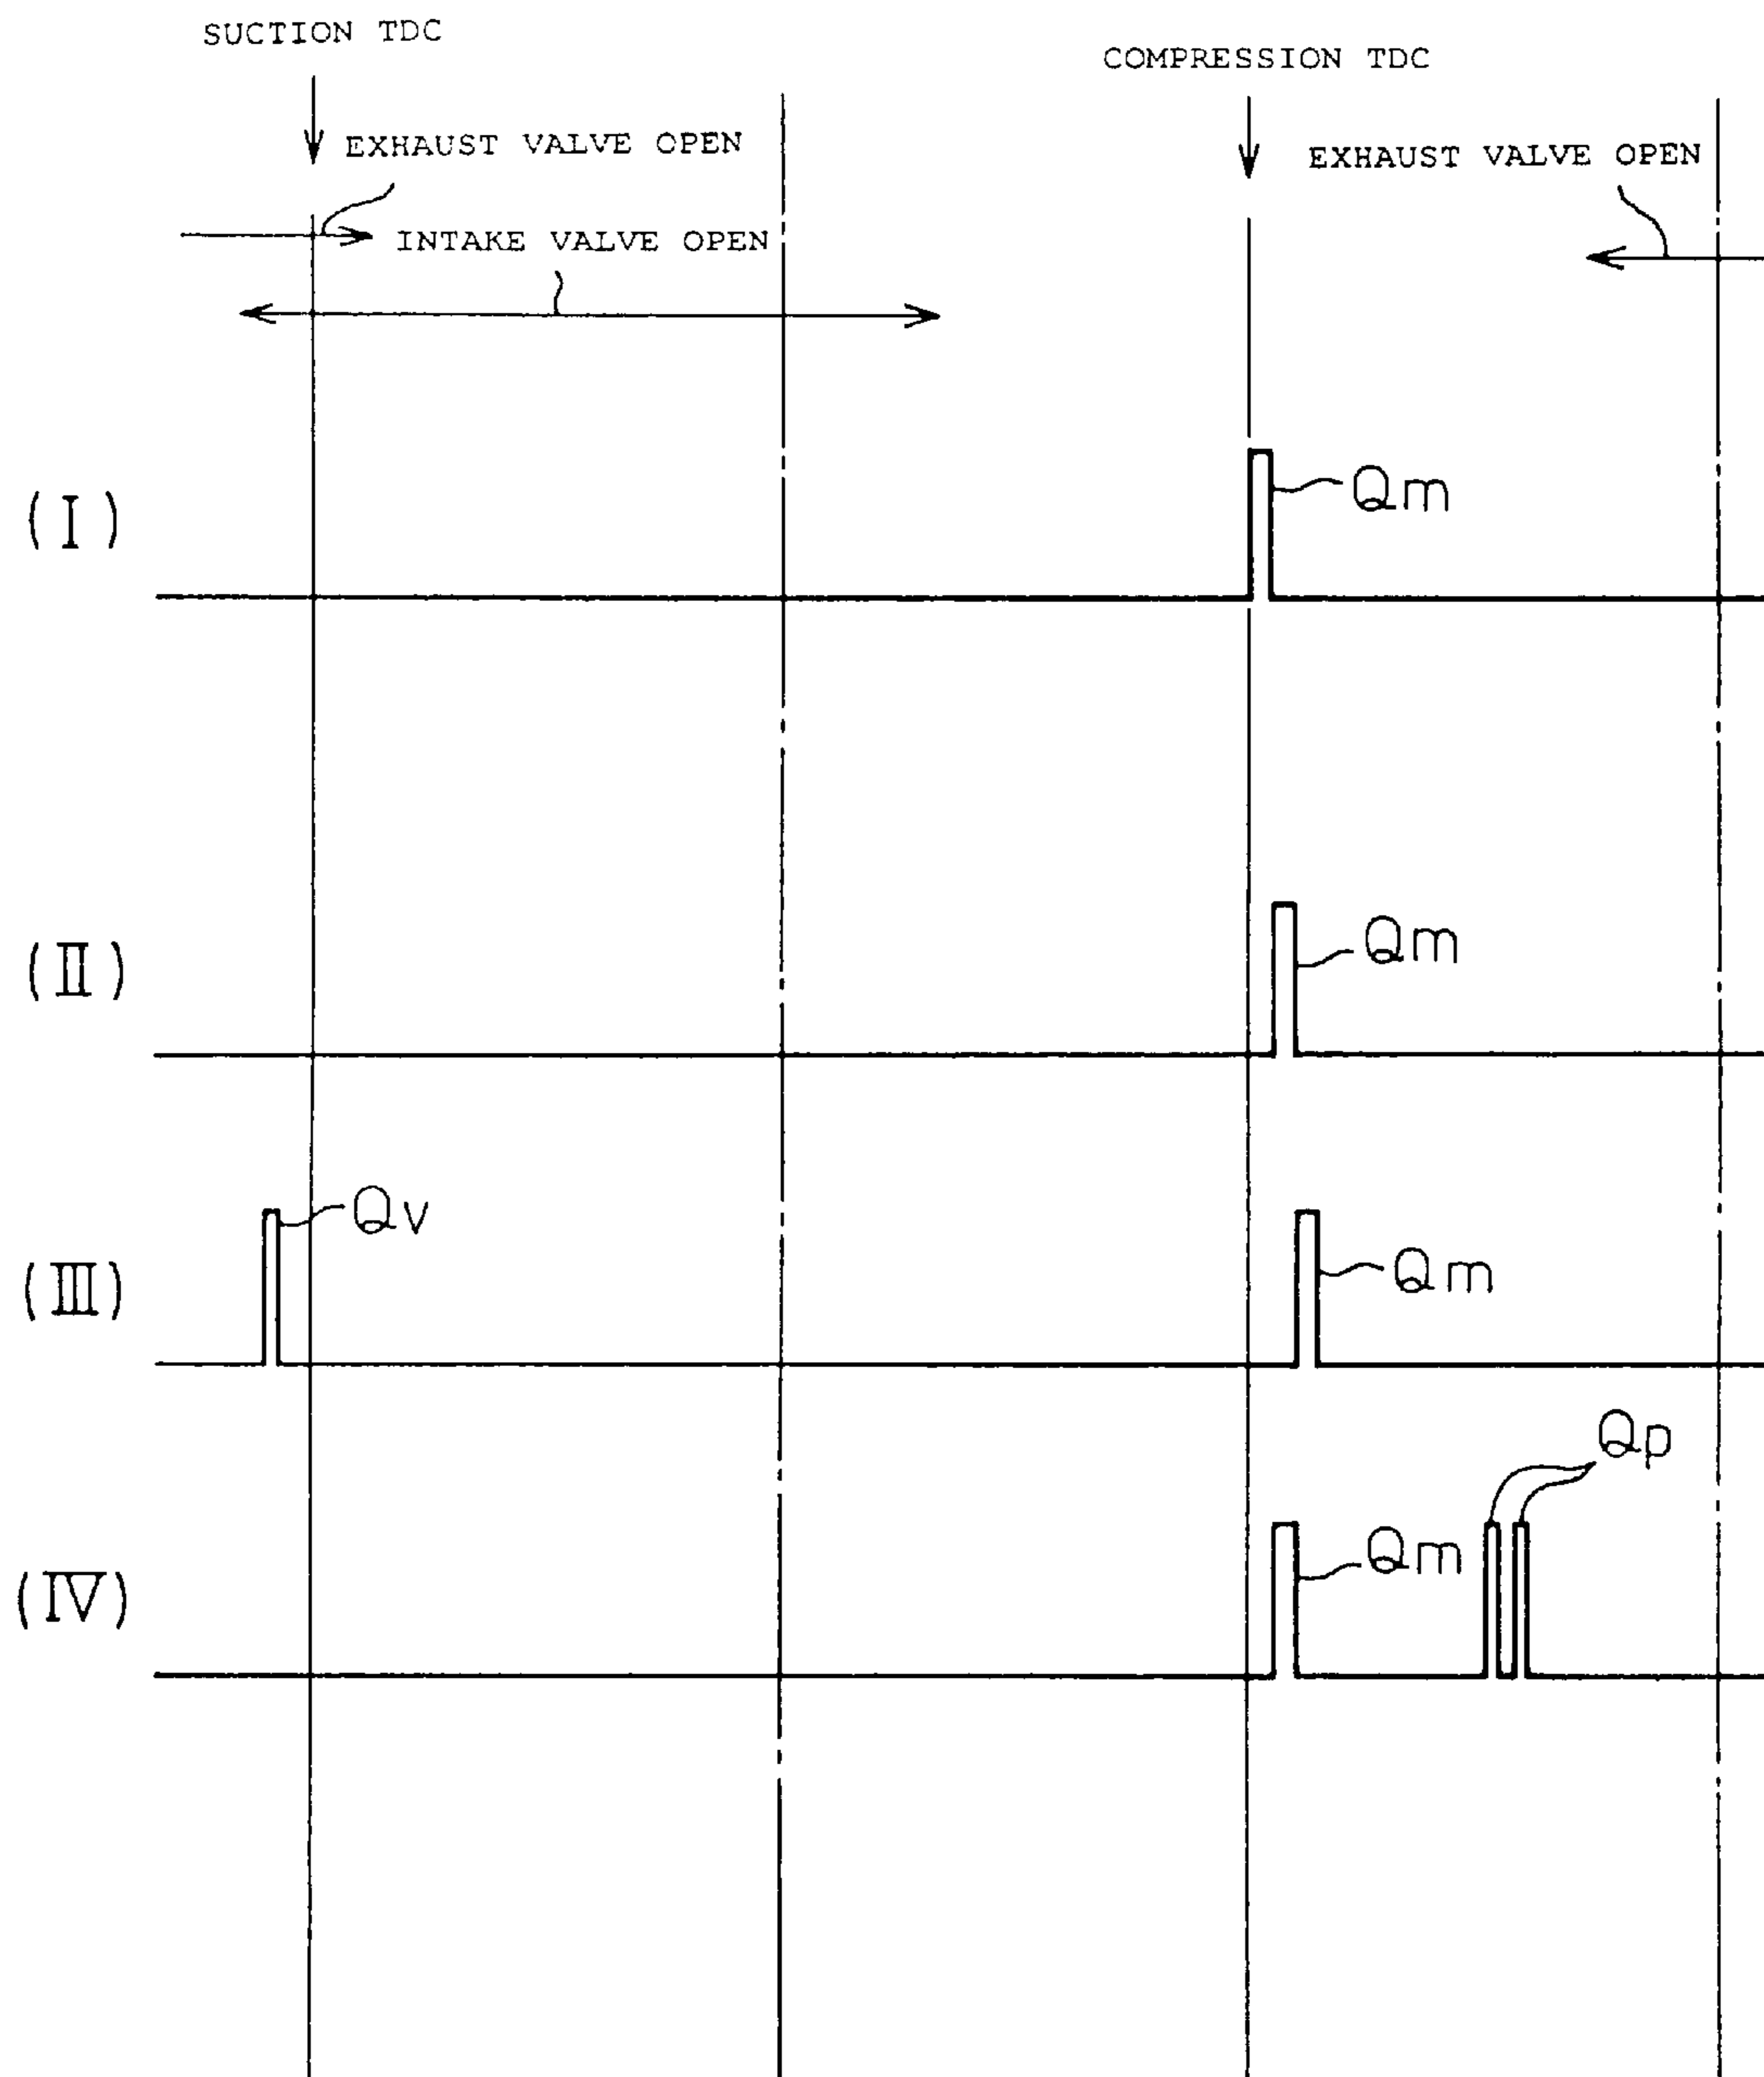 SUCTION TDC
COMPRESSION TDC
EXHAUST VALVE OPEN
EXHAUST VALVE OPEN
INTAKE VALVE OPEN
(I)
Qm
(II)
Qm
(III)
Qv
Qm
(IV)
Qm
Qp